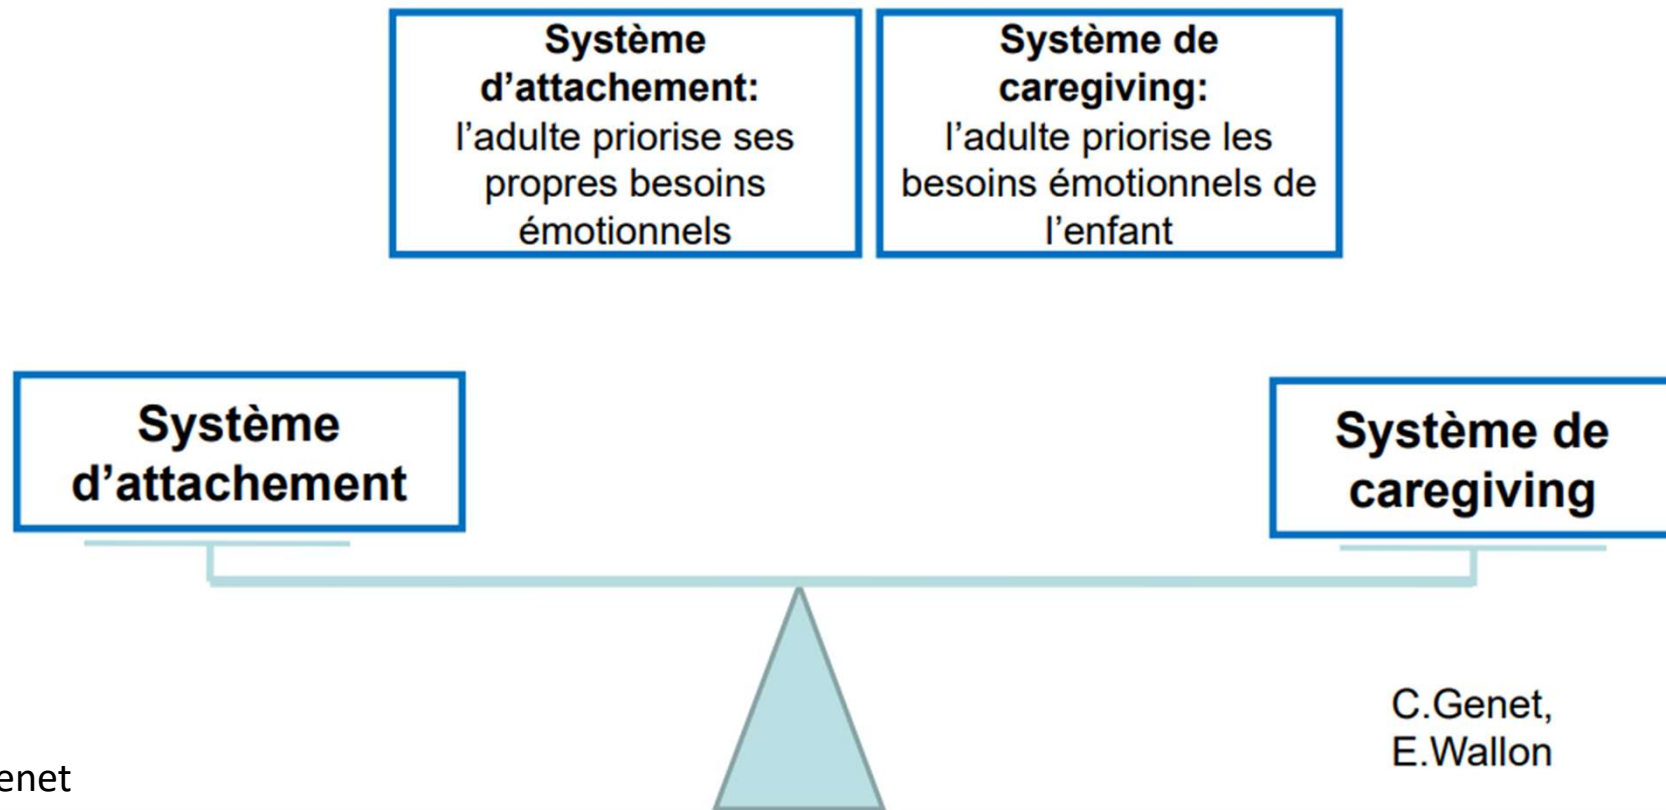 Système
d’attachement:
l’adulte priorise ses
propres besoins
émotionnels
Système de
caregiving:
l’adulte priorise les
besoins émotionnels de
l’enfant
Système
d’attachement
Système de
caregiving
C.Genet,
E.Wallon
enet